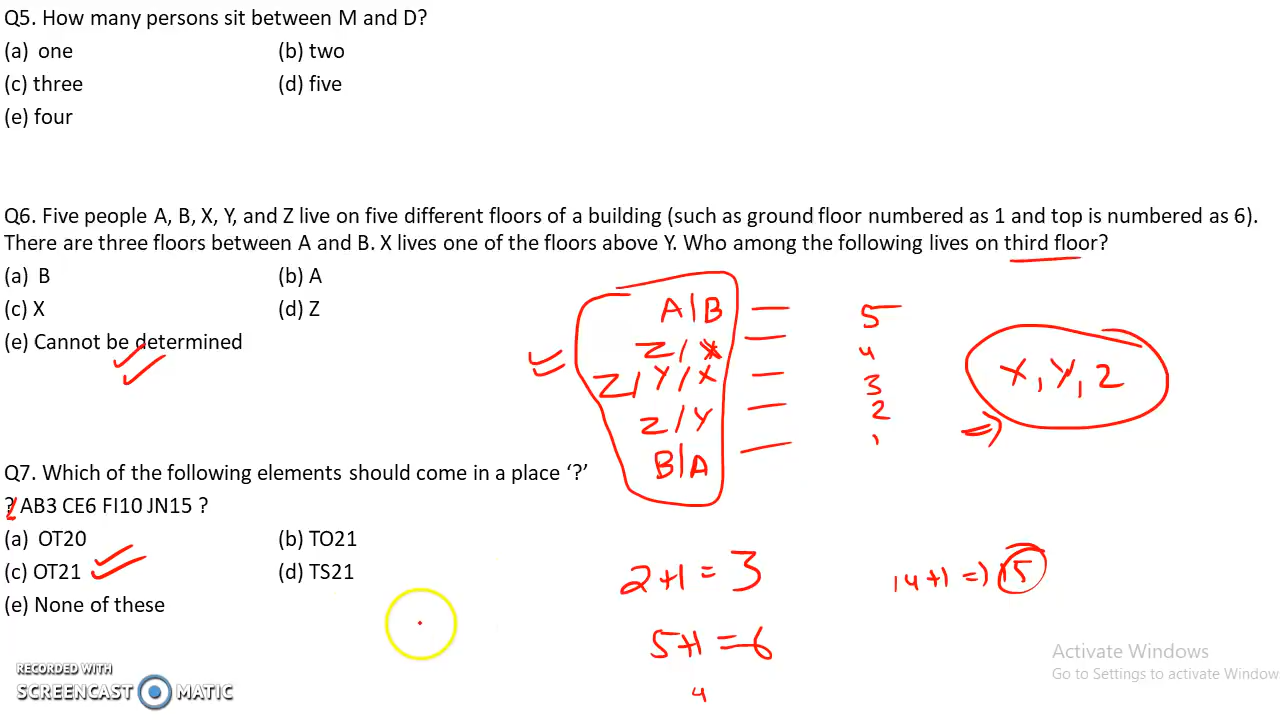 Q5. How many persons sit between M and D?
(a) one (b) two
(c) three (d) five
(e) four
Q6. Five people A, B, X, Y, and Z live on five different floors of a building (such as ground floor numbered as 1 and top is numbered as 6).
There are three floors between A and B. X lives one of the floors above Y. Who among the following lives on third floor?
(a) B (b) A
(c) X (d) Z
(e) Cannot be determined
A|B — 5
Z/X — 4
Z/Y/X — 3
Z/Y — 2
B|A — 1
X, Y, Z
Q7. Which of the following elements should come in a place ‘?’
? AB3 CE6 FI10 JN15 ?
(a) OT20 (b) TO21
(c) OT21 (d) TS21
(e) None of these
2+1 = 3
14+1 => 15
5+1 = 6
4
RECORDED WITH
SCREENCAST MATIC
Activate Windows
Go to Settings to activate Window